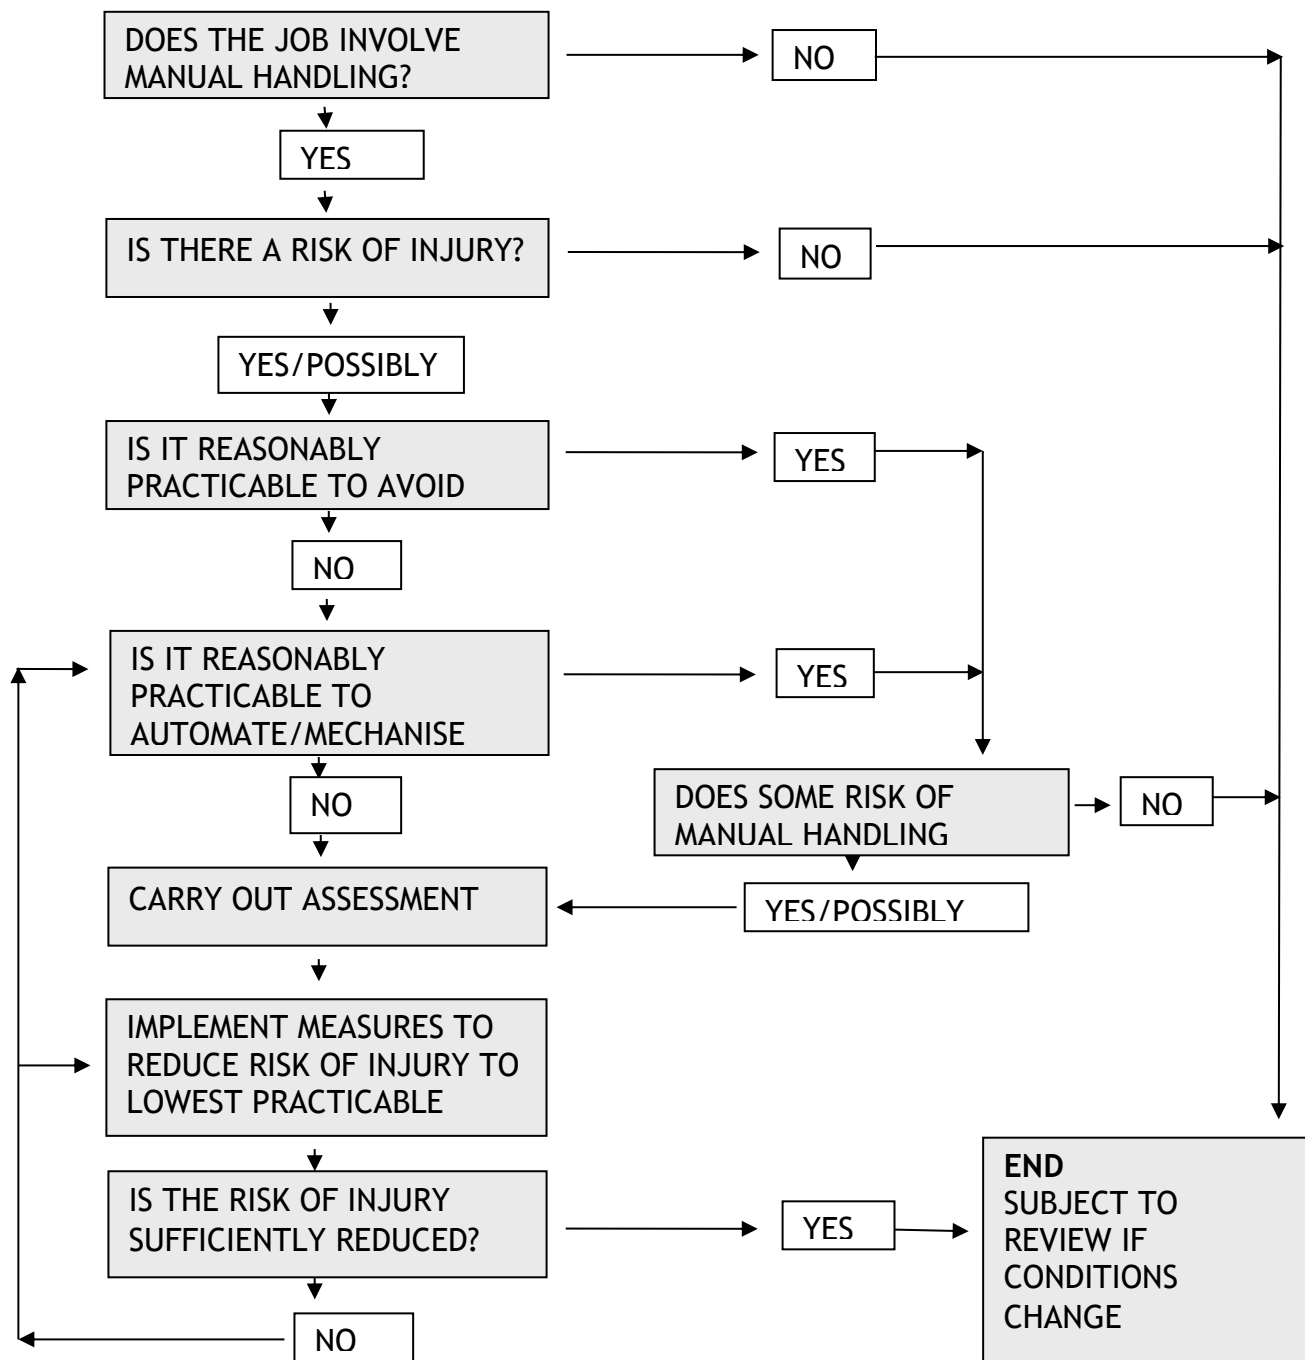 DOES THE JOB INVOLVE
MANUAL HANDLING?
NO
YES
IS THERE A RISK OF INJURY?
NO
YES/POSSIBLY
IS IT REASONABLY
PRACTICABLE TO AVOID
YES
NO
IS IT REASONABLY
PRACTICABLE TO
AUTOMATE/MECHANISE
YES
NO
DOES SOME RISK OF
MANUAL HANDLING
NO
CARRY OUT ASSESSMENT
YES/POSSIBLY
IMPLEMENT MEASURES TO
REDUCE RISK OF INJURY TO
LOWEST PRACTICABLE
IS THE RISK OF INJURY
SUFFICIENTLY REDUCED?
YES
END
SUBJECT TO
REVIEW IF
CONDITIONS
CHANGE
NO